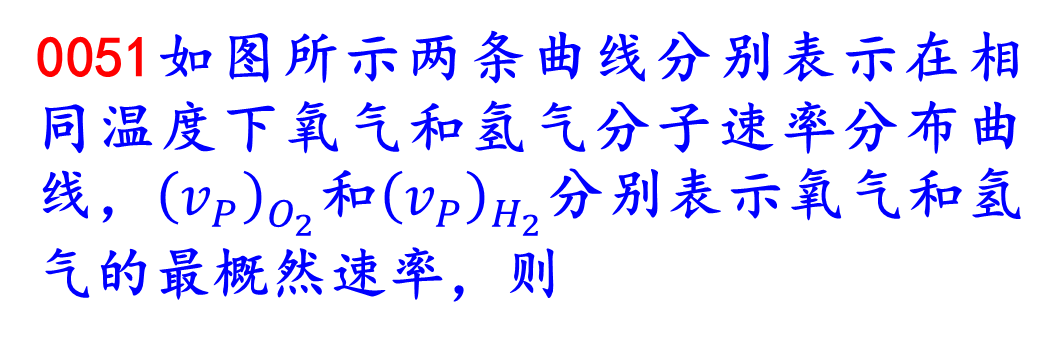 0051如图所示两条曲线分别表示在相
同温度下氧气和氢气分子速率分布曲
线，$(v_P)_{O_2}$和$(v_P)_{H_2}$分别表示氧气和氢
气的最概然速率，则